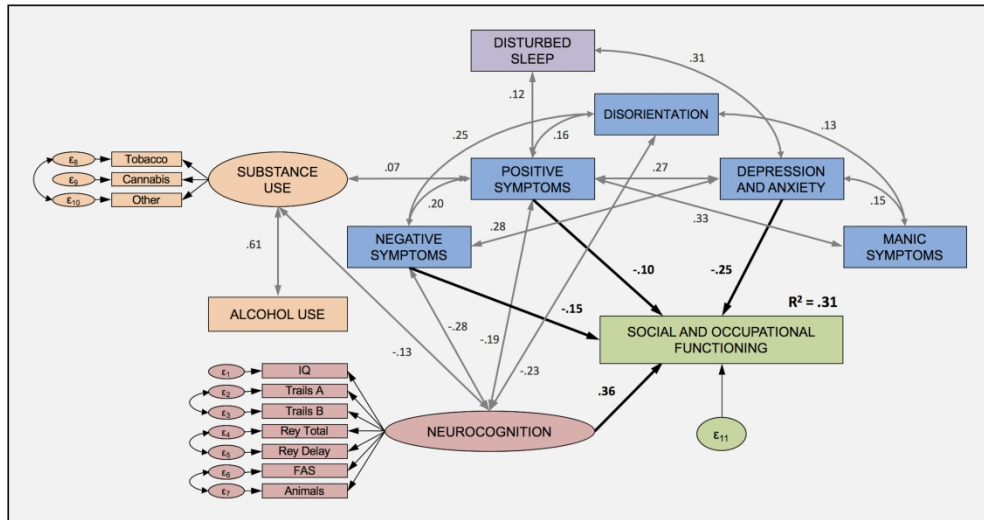 DISTURBED
SLEEP
.31
.12
DISORIENTATION
.25
.16
.13
ε8
Tobacco
ε9
Cannabis
ε10
Other
SUBSTANCE
USE
.07
POSITIVE
SYMPTOMS
.27
DEPRESSION
AND ANXIETY
.20
.28
.33
.15
NEGATIVE
SYMPTOMS
MANIC
SYMPTOMS
.61
-.10
-.25
ALCOHOL USE
-.15
R² = .31
SOCIAL AND OCCUPATIONAL
FUNCTIONING
-.13
-.28
-.19
-.23
ε1
IQ
ε2
Trails A
ε3
Trails B
ε4
Rey Total
ε5
Rey Delay
ε6
FAS
ε7
Animals
NEUROCOGNITION
.36
ε11